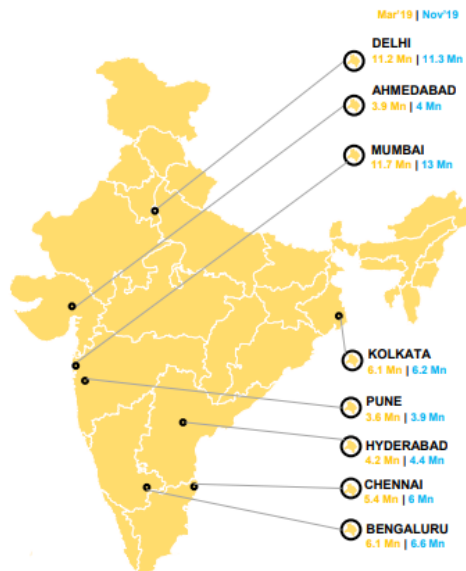 Mar'19 | Nov'19
DELHI
11.2 Mn | 11.3 Mn
AHMEDABAD
3.9 Mn | 4 Mn
MUMBAI
11.7 Mn | 13 Mn
KOLKATA
6.1 Mn | 6.2 Mn
PUNE
3.6 Mn | 3.9 Mn
HYDERABAD
4.2 Mn | 4.4 Mn
CHENNAI
5.4 Mn | 6 Mn
BENGALURU
6.1 Mn | 6.6 Mn